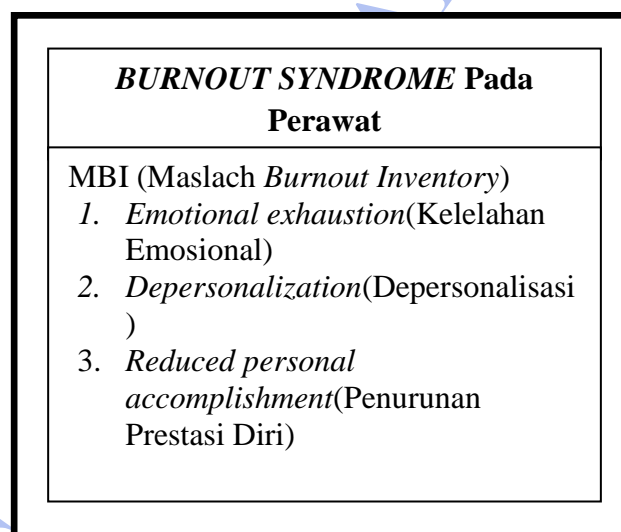 BURNOUT SYNDROME Pada
Perawat
MBI (Maslach Burnout Inventory)
1. Emotional exhaustion(Kelelahan
Emosional)
2. Depersonalization(Depersonalisasi
)
3. Reduced personal
accomplishment(Penurunan
Prestasi Diri)